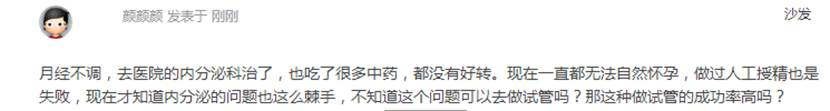 颜颜颜 发表于 刚刚
沙发
月经不调，去医院的内分泌科治了，也吃了很多中药，都没有好转。现在一直都无法自然怀孕，做过人工授精也是
失败，现在才知道内分泌的问题也这么棘手，不知道这个问题可以去做试管吗？那这种做试管的成功率高吗？